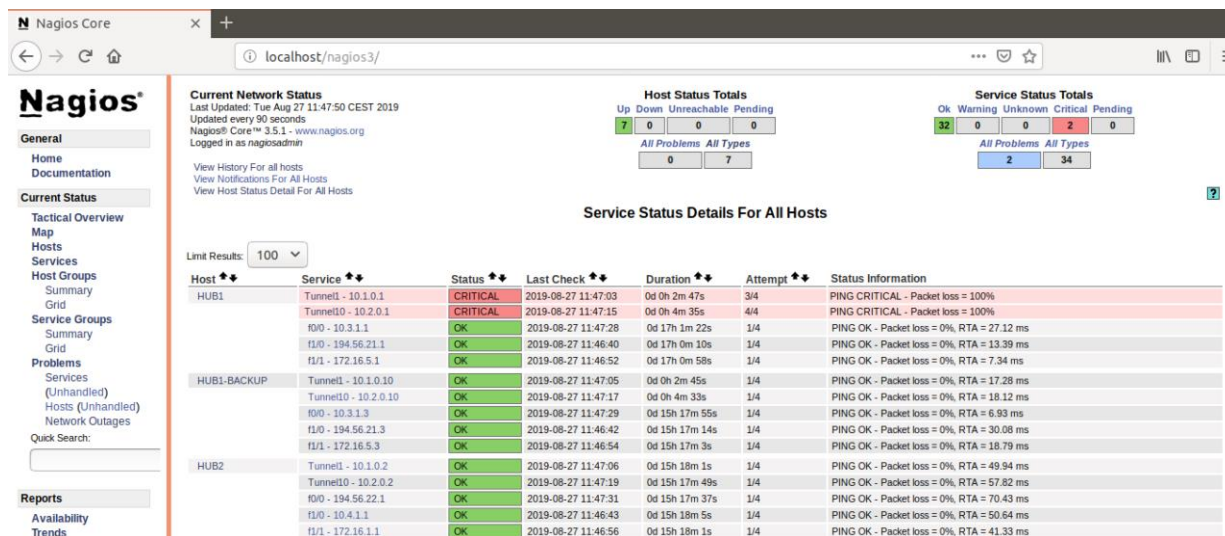 Nagios Core
localhost/nagios3/
Nagios®
General
Home
Documentation
Current Status
Tactical Overview
Map
Hosts
Services
Host Groups
Summary
Grid
Service Groups
Summary
Grid
Problems
Services
(Unhandled)
Hosts (Unhandled)
Network Outages
Quick Search:
Reports
Availability
Trends
Current Network Status
Last Updated: Tue Aug 27 11:47:50 CEST 2019
Updated every 90 seconds
Nagios® Core™ 3.5.1 - www.nagios.org
Logged in as nagiosadmin
View History For all hosts
View Notifications For All Hosts
View Host Status Detail For All Hosts
Host Status Totals
Up Down Unreachable Pending
7 0 0 0
All Problems All Types
0 7
Service Status Totals
Ok Warning Unknown Critical Pending
32 0 0 2 0
All Problems All Types
2 34
?
Service Status Details For All Hosts
Limit Results: 100
Host Service Status Last Check Duration Attempt Status Information
HUB1 Tunnel1 - 10.1.0.1 CRITICAL 2019-08-27 11:47:03 0d 0h 2m 47s 3/4 PING CRITICAL - Packet loss = 100%
Tunnel10 - 10.2.0.1 CRITICAL 2019-08-27 11:47:15 0d 0h 4m 35s 4/4 PING CRITICAL - Packet loss = 100%
f0/0 - 10.3.1.1 OK 2019-08-27 11:47:28 0d 17h 1m 22s 1/4 PING OK - Packet loss = 0%, RTA = 27.12 ms
f1/0 - 194.56.21.1 OK 2019-08-27 11:46:40 0d 17h 0m 10s 1/4 PING OK - Packet loss = 0%, RTA = 13.39 ms
f1/1 - 172.16.5.1 OK 2019-08-27 11:46:52 0d 17h 0m 58s 1/4 PING OK - Packet loss = 0%, RTA = 7.34 ms
HUB1-BACKUP Tunnel1 - 10.1.0.10 OK 2019-08-27 11:47:05 0d 0h 2m 45s 1/4 PING OK - Packet loss = 0%, RTA = 17.28 ms
Tunnel10 - 10.2.0.10 OK 2019-08-27 11:47:17 0d 0h 4m 33s 1/4 PING OK - Packet loss = 0%, RTA = 18.12 ms
f0/0 - 10.3.1.3 OK 2019-08-27 11:47:29 0d 15h 17m 55s 1/4 PING OK - Packet loss = 0%, RTA = 6.93 ms
f1/0 - 194.56.21.3 OK 2019-08-27 11:46:42 0d 15h 17m 14s 1/4 PING OK - Packet loss = 0%, RTA = 30.08 ms
f1/1 - 172.16.5.3 OK 2019-08-27 11:46:54 0d 15h 17m 3s 1/4 PING OK - Packet loss = 0%, RTA = 18.79 ms
HUB2 Tunnel1 - 10.1.0.2 OK 2019-08-27 11:47:06 0d 15h 18m 1s 1/4 PING OK - Packet loss = 0%, RTA = 49.94 ms
Tunnel10 - 10.2.0.2 OK 2019-08-27 11:47:19 0d 15h 17m 49s 1/4 PING OK - Packet loss = 0%, RTA = 57.82 ms
f0/0 - 194.56.22.1 OK 2019-08-27 11:47:31 0d 15h 17m 37s 1/4 PING OK - Packet loss = 0%, RTA = 70.43 ms
f1/0 - 10.4.1.1 OK 2019-08-27 11:46:43 0d 15h 18m 5s 1/4 PING OK - Packet loss = 0%, RTA = 50.64 ms
f1/1 - 172.16.1.1 OK 2019-08-27 11:46:56 0d 15h 18m 1s 1/4 PING OK - Packet loss = 0%, RTA = 41.33 ms